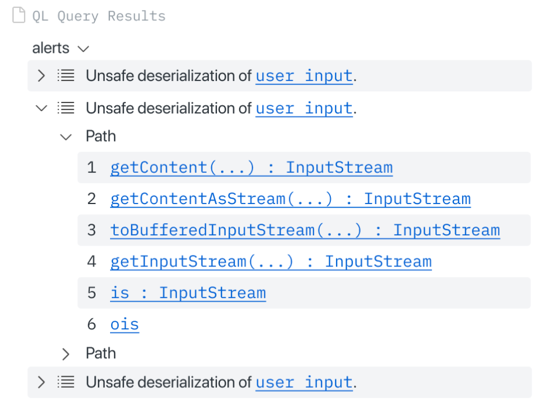 QL Query Results
alerts
Unsafe deserialization of user input.
Unsafe deserialization of user input.
Path
1 getContent(...) : InputStream
2 getContentAsStream(...) : InputStream
3 toBufferedInputStream(...) : InputStream
4 getInputStream(...) : InputStream
5 is : InputStream
6 ois
Path
Unsafe deserialization of user input.